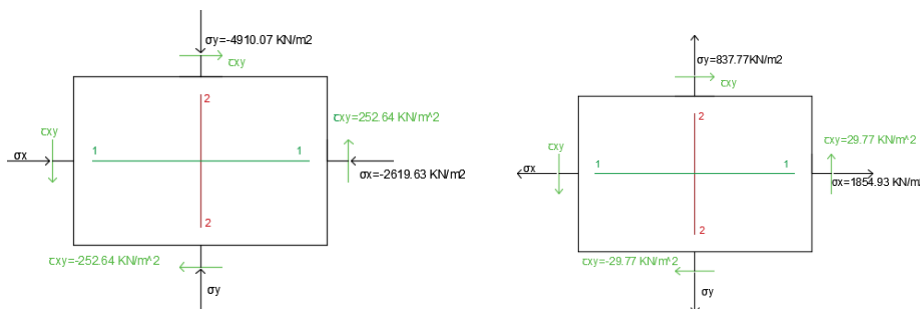 σy=-4910.07 KN/m2
τxy
2
τxy=252.64 KN/m^2
τxy
σx
1
1
σx=-2619.63 KN/m2
2
τxy=-252.64 KN/m^2
σy
σy=837.77KN/m2
τxy
2
τxy=29.77 KN/m^2
τxy
σx
1
1
σx=1854.93 KN/m
2
τxy=-29.77 KN/m^2
σy